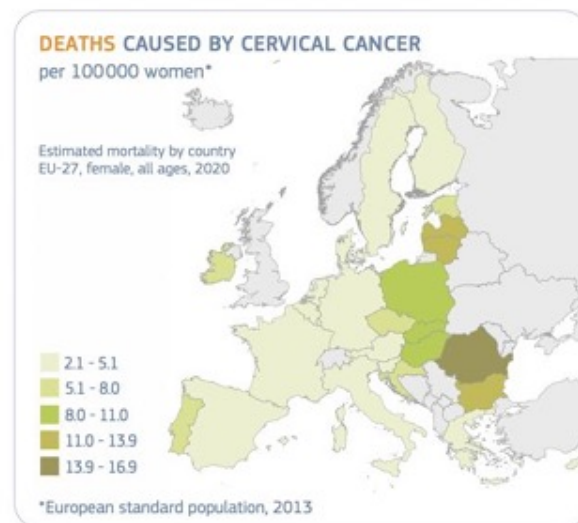 DEATHS CAUSED BY CERVICAL CANCER
per 100000 women*
Estimated mortality by country
EU-27, female, all ages, 2020
2.1 - 5.1
5.1 - 8.0
8.0 - 11.0
11.0 - 13.9
13.9 - 16.9
*European standard population, 2013